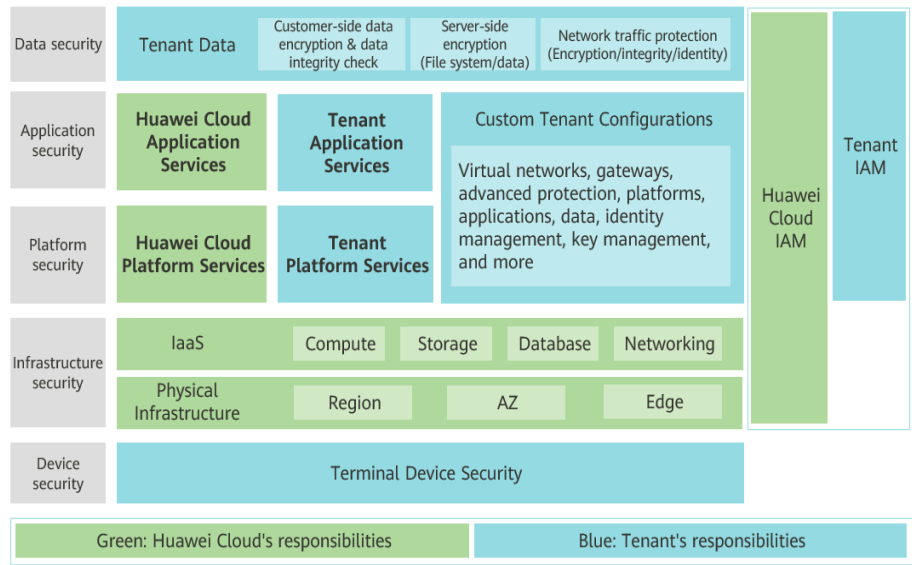 Data security
Tenant Data
Customer-side data
encryption & data
integrity check
Server-side
encryption
(File system/data)
Network traffic protection
(Encryption/integrity/identity)
Application
security
Huawei Cloud
Application
Services
Tenant
Application
Services
Custom Tenant Configurations
Virtual networks, gateways,
advanced protection, platforms,
applications, data, identity
management, key management,
and more
Platform
security
Huawei Cloud
Platform Services
Tenant
Platform Services
Huawei
Cloud
IAM
Tenant
IAM
Infrastructure
security
IaaS
Compute
Storage
Database
Networking
Physical
Infrastructure
Region
AZ
Edge
Device
security
Terminal Device Security
Green: Huawei Cloud's responsibilities
Blue: Tenant's responsibilities